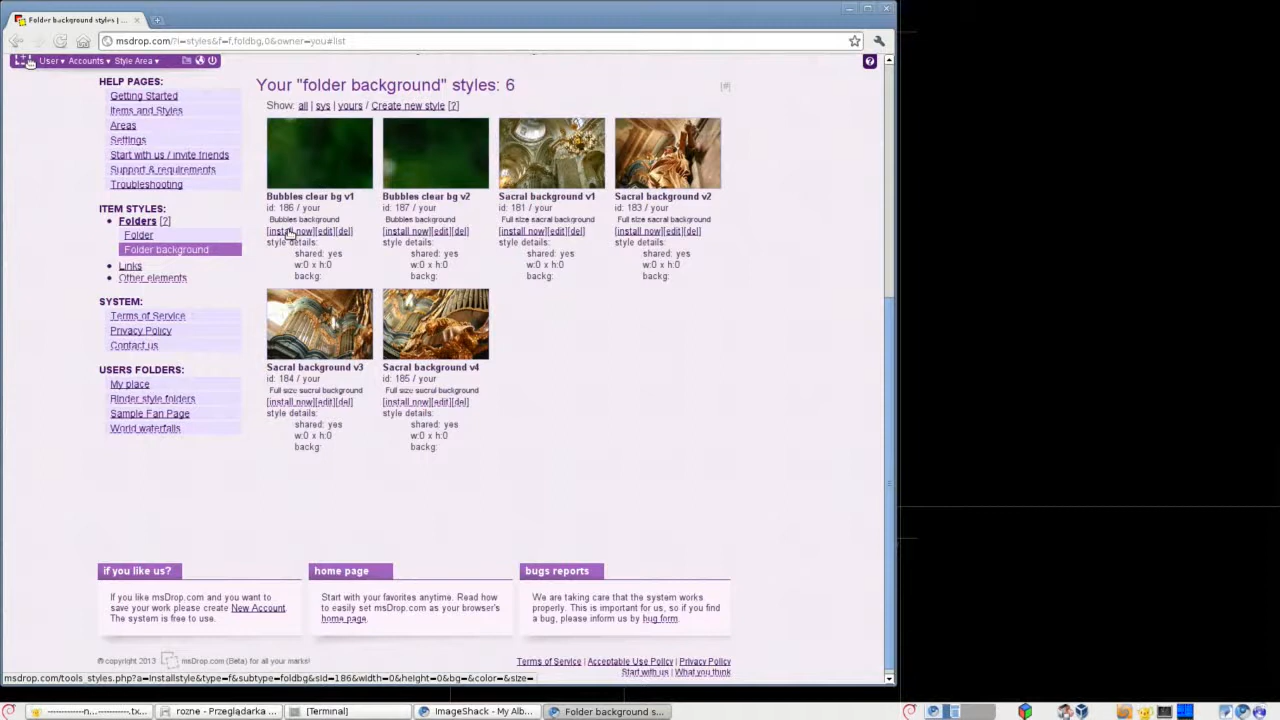 Folder background styles | ...
msdrop.com/?l=styles&f=f,foldbg,0&owner=you#list
User▾ Accounts▾ Style Area▾
?
HELP PAGES:
Getting Started
Items and Styles
Areas
Settings
Start with us / invite friends
Support & requirements
Troubleshooting
ITEM STYLES:
Folders [?]
Folder
Folder background
Links
Other elements
SYSTEM:
Terms of Service
Privacy Policy
Contact us
USERS FOLDERS:
My place
Binder style folders
Sample Fan Page
World waterfalls
Your "folder background" styles: 6
[#]
Show: all | sys | yours / Create new style [?]
Bubbles clear bg v1
id: 186 / your
Bubbles background
[install now][edit][del]
style details:
shared: yes
w:0 x h:0
backg:
Bubbles clear bg v2
id: 187 / your
Bubbles background
[install now][edit][del]
style details:
shared: yes
w:0 x h:0
backg:
Sacral background v1
id: 181 / your
Full size sacral background
[install now][edit][del]
style details:
shared: yes
w:0 x h:0
backg:
Sacral background v2
id: 183 / your
Full size sacral background
[install now][edit][del]
style details:
shared: yes
w:0 x h:0
backg:
Sacral background v3
id: 184 / your
Full size sacral background
[install now][edit][del]
style details:
shared: yes
w:0 x h:0
backg:
Sacral background v4
id: 185 / your
Full size sacral background
[install now][edit][del]
style details:
shared: yes
w:0 x h:0
backg:
if you like us?
If you like msDrop.com and you want to
save your work please create New Account.
The system is free to use.
home page
Start with your favorites anytime. Read how
to easily set msDrop.com as your browser's
home page.
bugs reports
We are taking care that the system works
properly. This is important for us, so if you find
a bug, please inform us by bug form.
© copyright 2013 msDrop.com (Beta) for all your marks!
Terms of Service | Acceptable Use Policy | Privacy Policy
Start with us | What you think
msdrop.com/tools_styles.php?a=installstyle&type=f&subtype=foldbg&sid=186&width=0&height=0&bg=&color=&size=
------------n..........tx...
rozne - Przeglądarka ...
[Terminal]
ImageShack - My Alb...
Folder background s...